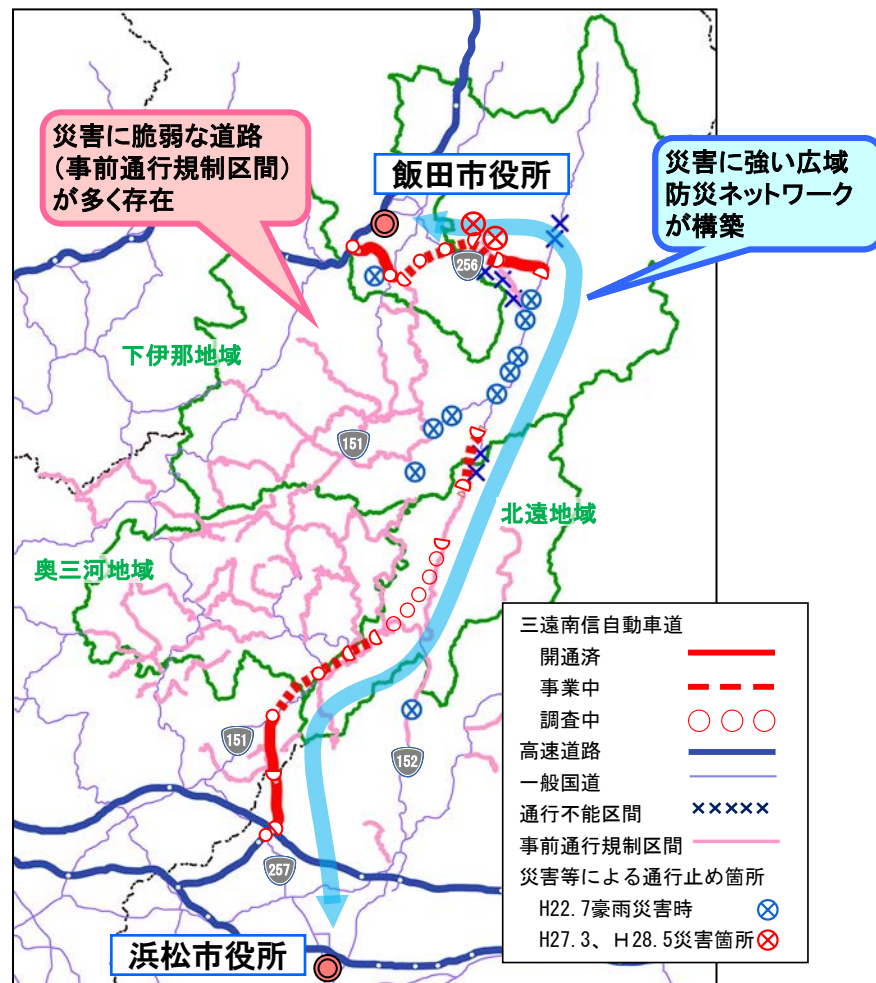 災害に脆弱な道路
（事前通行規制区間）
が多く存在
飯田市役所
災害に強い広域
防災ネットワーク
が構築
256
下伊那地域
151
北遠地域
奥三河地域
151
152
257
浜松市役所
三遠南信自動車道
開通済
事業中
調査中
高速道路
一般国道
通行不能区間
事前通行規制区間
災害等による通行止め箇所
H22.7豪雨災害時
H27.3、Ｈ28.5災害箇所